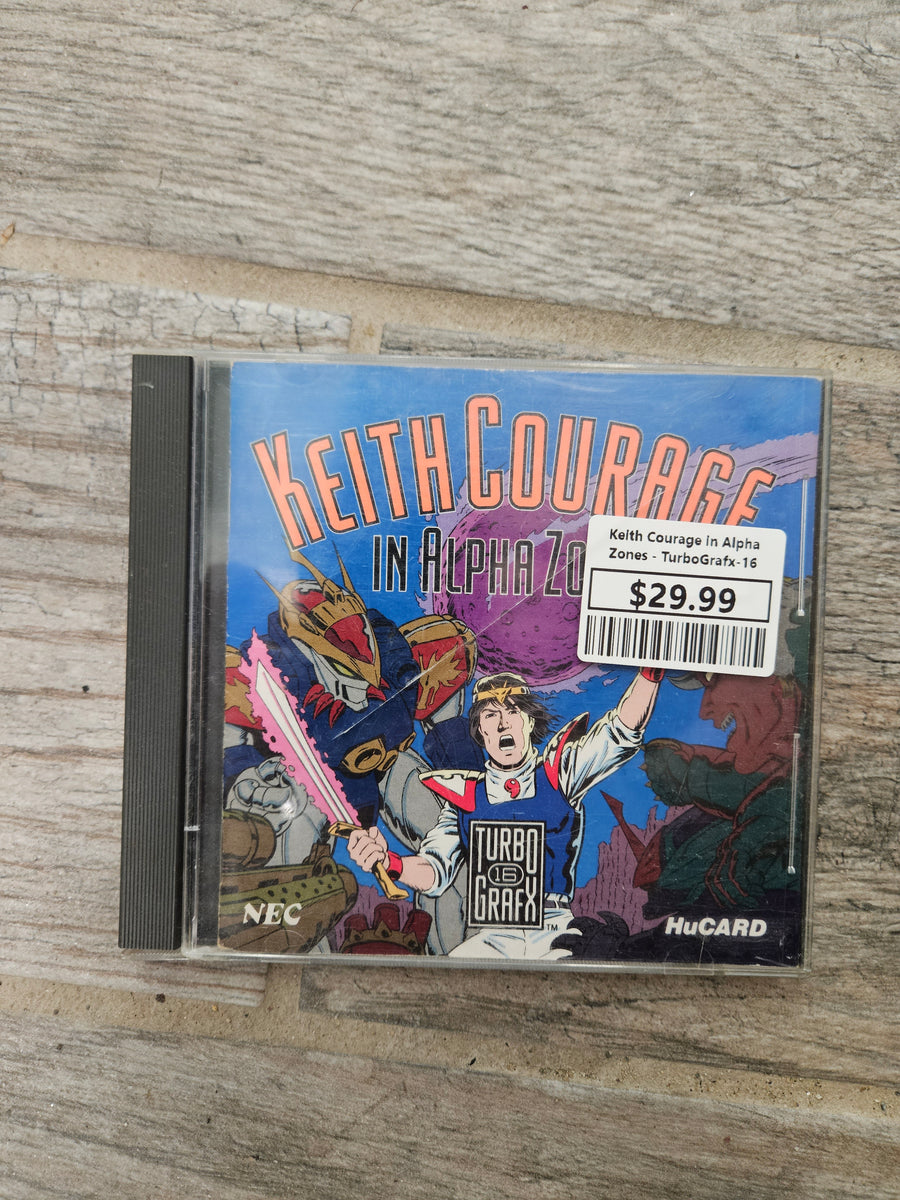 KEITH COURAGE
IN ALPHA ZO
Keith Courage in Alpha
Zones - TurboGrafx-16
$29.99
TURBO
16
GRAFX
TM
NEC
HuCARD